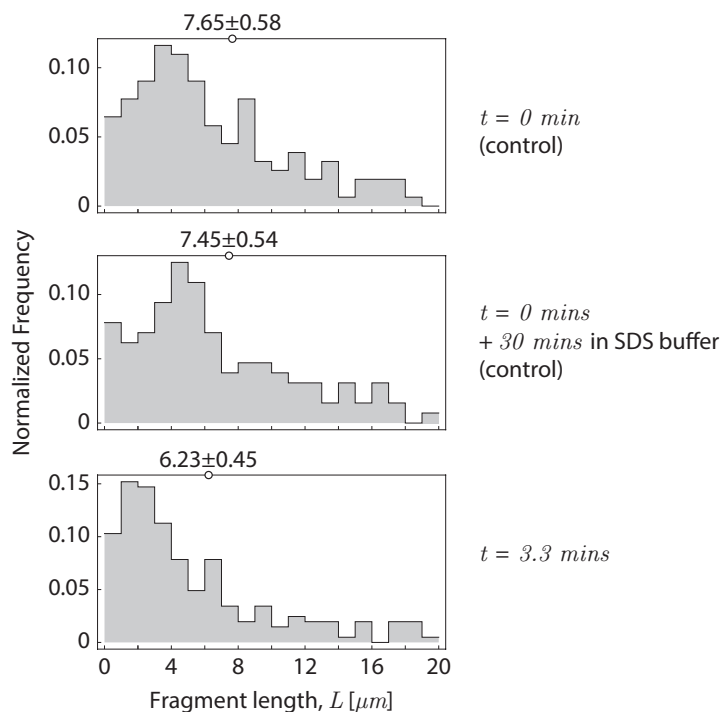 7.65±0.58
0.10
0.05
0
t = 0 min
(control)
7.45±0.54
0.10
0.05
0
t = 0 mins
+ 30 mins in SDS buffer
(control)
Normalized Frequency
6.23±0.45
0.15
0.10
0.05
0
t = 3.3 mins
0 4 8 12 16 20
Fragment length, L [μm]